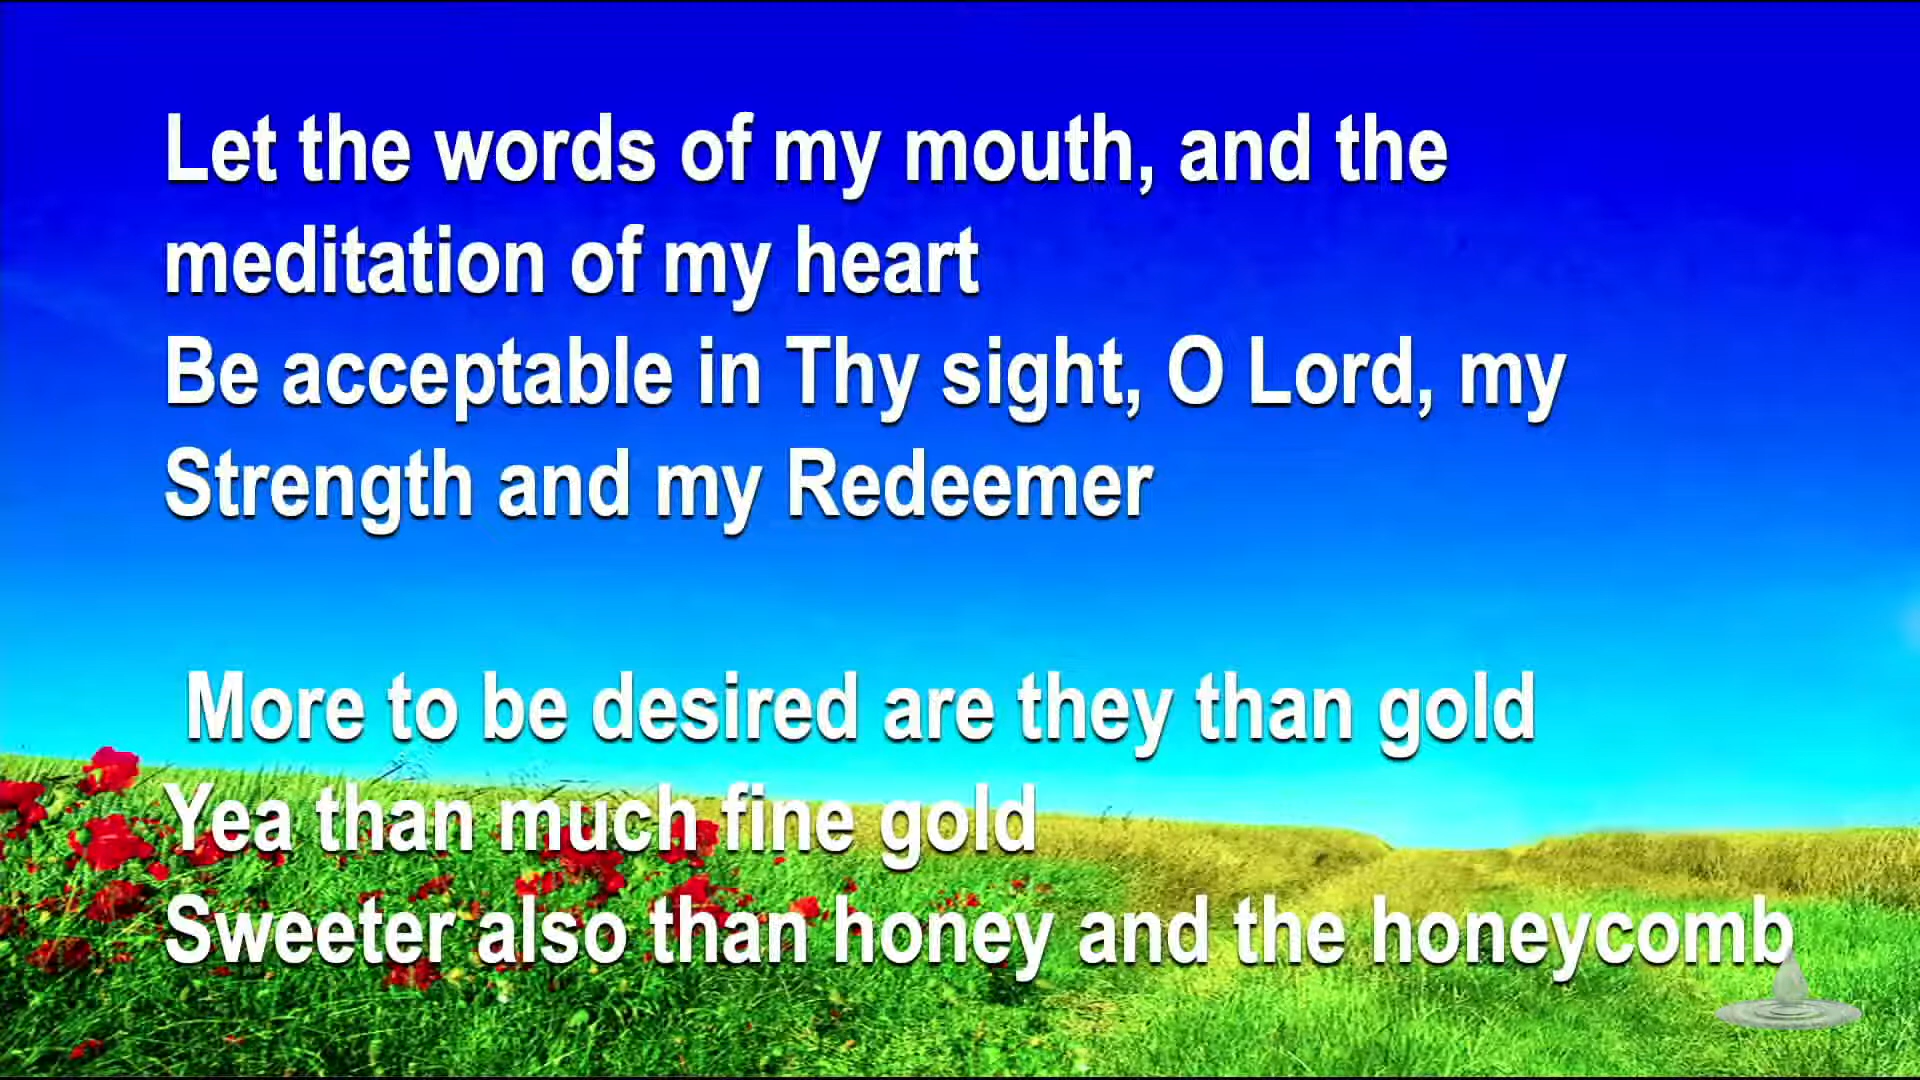 Let the words of my mouth, and the
meditation of my heart
Be acceptable in Thy sight, O Lord, my
Strength and my Redeemer
More to be desired are they than gold
Yea than much fine gold
Sweeter also than honey and the honeycomb